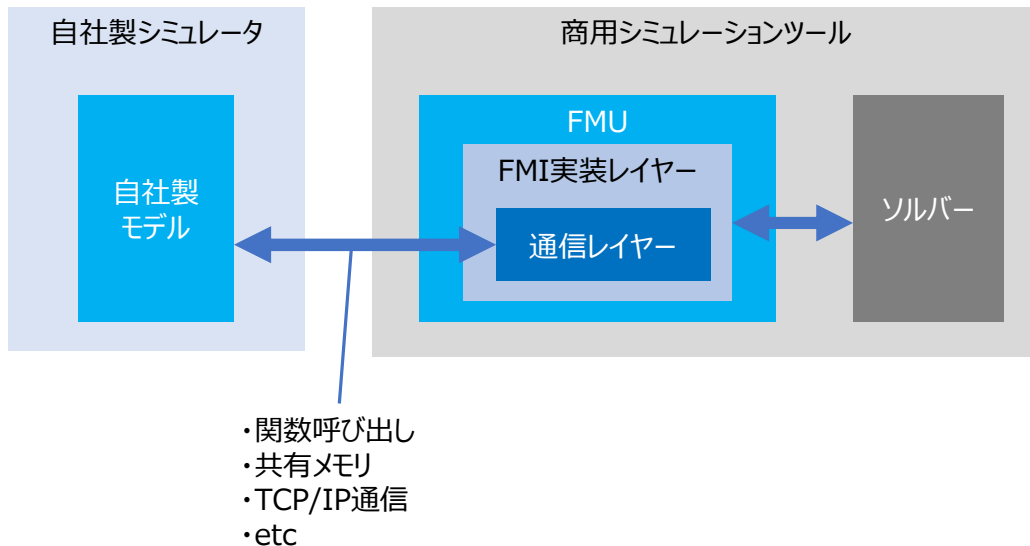 自社製シミュレータ
商用シミュレーションツール
自社製
モデル
FMU
FMI実装レイヤー
通信レイヤー
ソルバー
・関数呼び出し
・共有メモリ
・TCP/IP通信
・etc